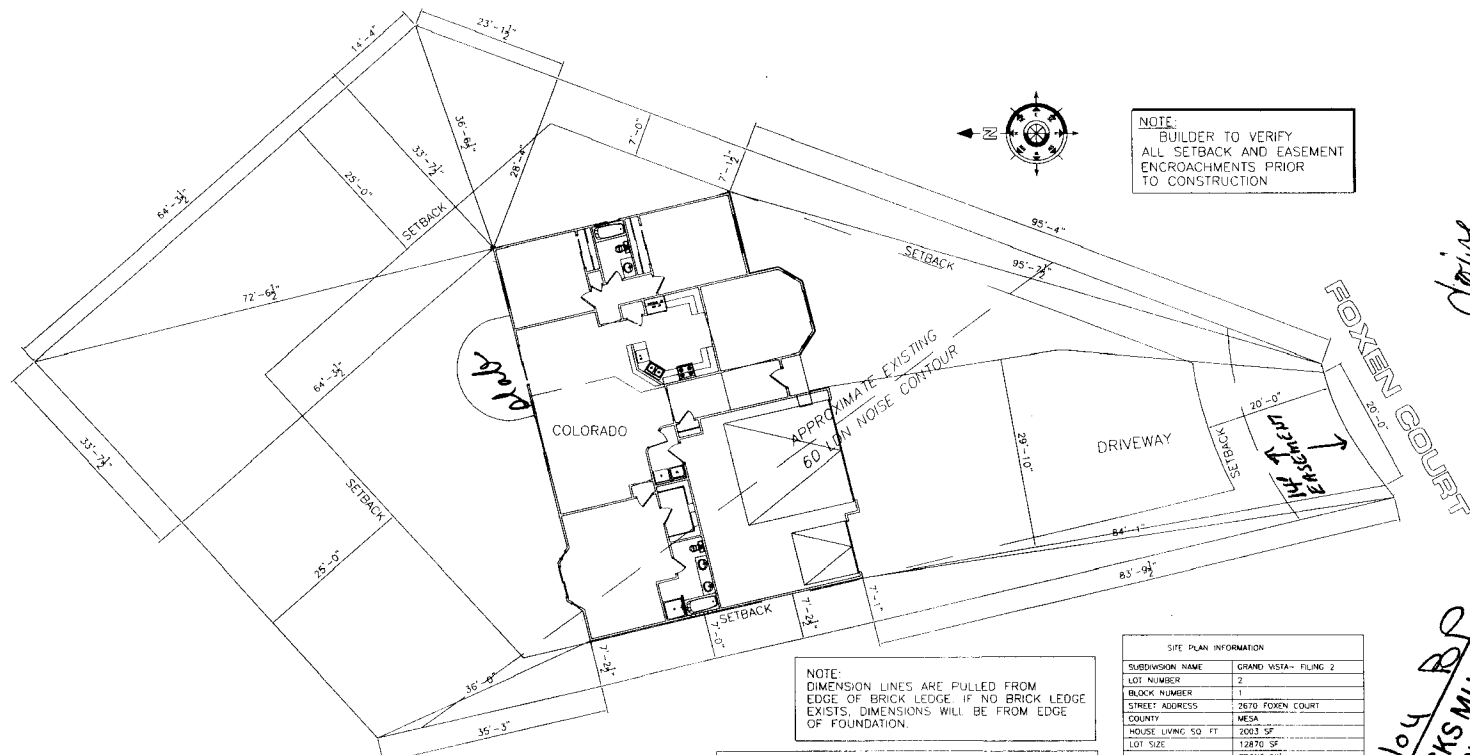 14'-4"
23'-1½"
64'-3½"
25'-0"
33'-7½"
36'-6½"
28'-4"
7'-0"
7'-1½"
SETBACK
N
NOTE:
BUILDER TO VERIFY
ALL SETBACK AND EASEMENT
ENCROACHMENTS PRIOR
TO CONSTRUCTION
95'-4"
SETBACK
95'-7½"
FOXEN COURT
72'-6½"
64'-3½"
slab
COLORADO
APPROXIMATE EXISTING
60 LDN NOISE CONTOUR
29'-10"
DRIVEWAY
SETBACK
20'-0"
20'-0"
14'
EASEMENT
33'-7½"
SETBACK
25'-0"
84'-1"
83'-9½"
SETBACK
7'-2½"
7'-0"
7'-2½"
7'-1"
36'-0"
35'-3"
NOTE:
DIMENSION LINES ARE PULLED FROM
EDGE OF BRICK LEDGE. IF NO BRICK LEDGE
EXISTS, DIMENSIONS WILL BE FROM EDGE
OF FOUNDATION.
SITE PLAN INFORMATION
SUBDIVISION NAME GRAND VISTA- FILING 2
LOT NUMBER 2
BLOCK NUMBER 1
STREET ADDRESS 2670 FOXEN COURT
COUNTY MESA
HOUSE LIVING SQ FT 2003 SF
LOT SIZE 12870 SF